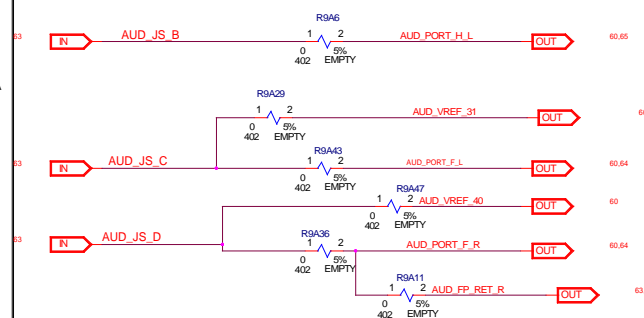 R9A6
63 IN AUD_JS_B 1 2 AUD_PORT_H_L OUT 60,65
0 5%
402 EMPTY
R9A29
1 2 AUD_VREF_31 OUT
0 5%
402 EMPTY
R9A43
63 IN AUD_JS_C 1 2 AUD_PORT_F_L OUT 60,64
0 5%
402 EMPTY
R9A47
1 2 AUD_VREF_40 OUT 60
0 5%
402 EMPTY
R9A36
63 IN AUD_JS_D 1 2 AUD_PORT_F_R OUT 60,64
0 5%
402 EMPTY
R9A11
1 2 AUD_FP_RET_R OUT 63
0 5%
402 EMPTY